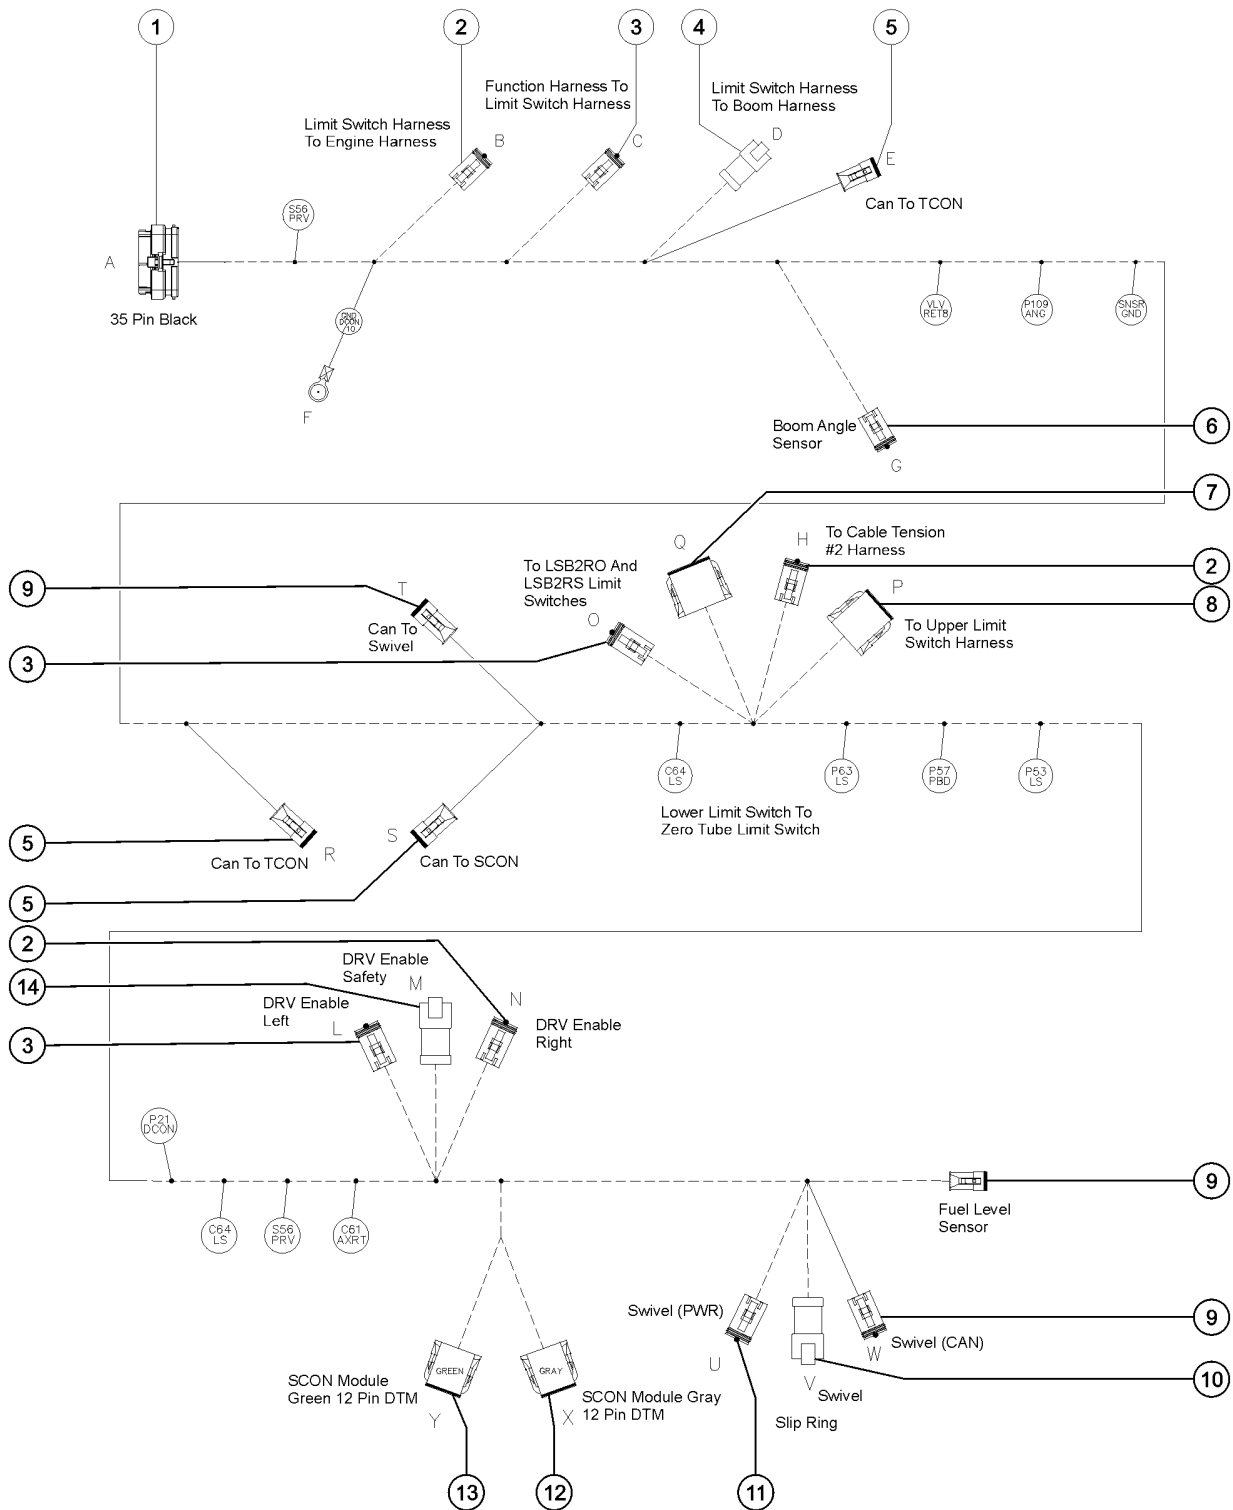 1
2
3
4
5
Function Harness To
Limit Switch Harness
Limit Switch Harness
To Boom Harness
Limit Switch Harness
To Engine Harness
B
C
D
E
Can To TCON
S56
PRV
A
35 Pin Black
GND
DCON
/10
F
VLV
RET8
P109
ANG
SNSR
GND
Boom Angle
Sensor
G
6
7
Q
H
To Cable Tension
#2 Harness
To LSB2RO And
LSB2RS Limit
Switches
2
9
T
P
8
Can To
Swivel
O
To Upper Limit
Switch Harness
3
C64
LS
P63
LS
P57
PBD
P53
LS
Lower Limit Switch To
Zero Tube Limit Switch
5
R
Can To TCON
S
Can To SCON
5
2
DRV Enable
Safety
M
14
DRV Enable
Left
L
N
DRV Enable
Right
3
P21
DCON
C64
LS
S56
PRV
C61
AXRT
9
Fuel Level
Sensor
Swivel (PWR)
U
9
Swivel (CAN)
W
GREEN
GRAY
SCON Module
Green 12 Pin DTM
Y
SCON Module Gray
12 Pin DTM
X
V
Swivel
10
Slip Ring
13
12
11